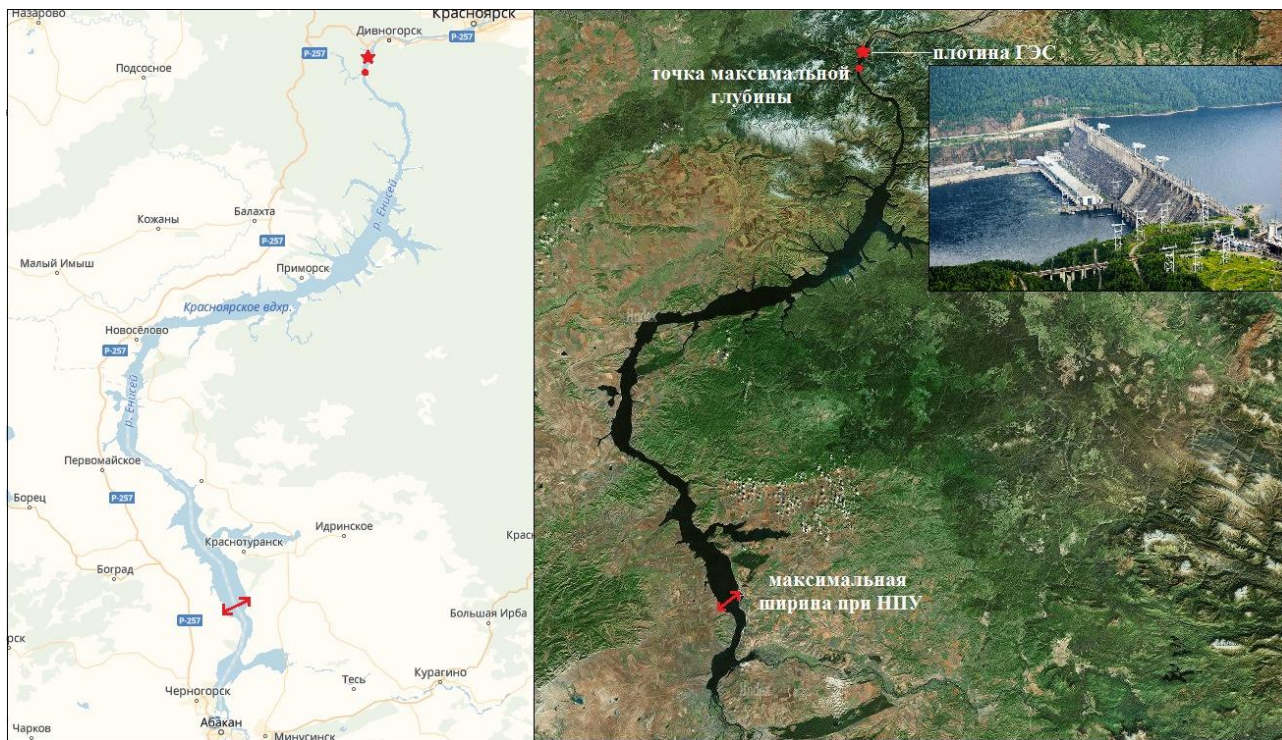 Назарово
Красноярск
Дивногорск
Р-257
Р-257
Подсосное
р. Енисей
Балахта
Кожаны
Малый Имыш
Приморск
Красноярское вдхр.
Новосёлово
Р-257
р. Енисей
Первомайское
Борец
Р-257
Идринское
Краснотуранск
Боград
Р-257
Большая Ирба
Тесь
Курагино
Черногорск
Абакан
Чарков
Минусинск
плотина ГЭС
точка максимальной
глубины
Яndex
максимальная
ширина при НПУ